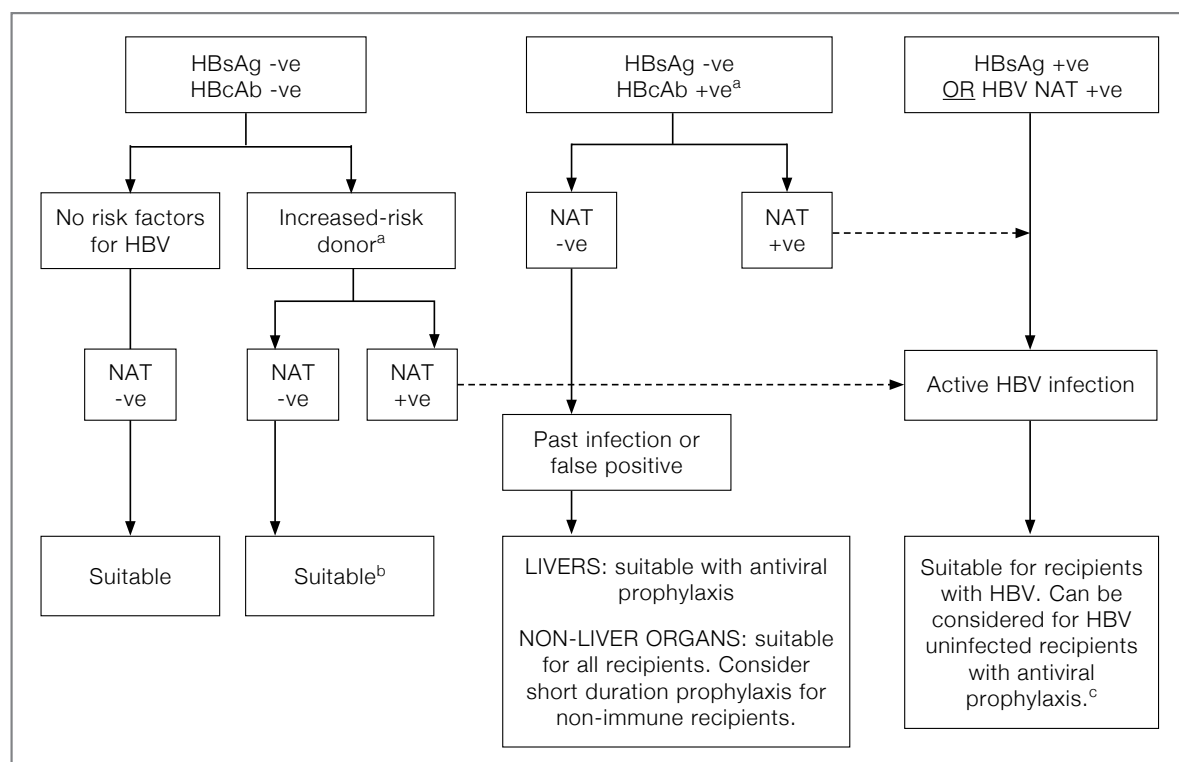 HBsAg -ve
HBcAb -ve
HBsAg -ve
HBcAb +veᵃ
HBsAg +ve
OR HBV NAT +ve
No risk factors
for HBV
Increased-risk
donorᵃ
NAT
-ve
NAT
+ve
NAT
-ve
NAT
-ve
NAT
+ve
Active HBV infection
Past infection or
false positive
Suitable
Suitableᵇ
LIVERS: suitable with antiviral
prophylaxis
NON-LIVER ORGANS: suitable
for all recipients. Consider
short duration prophylaxis for
non-immune recipients.
Suitable for recipients
with HBV. Can be
considered for HBV
uninfected recipients
with antiviral
prophylaxis.ᶜ